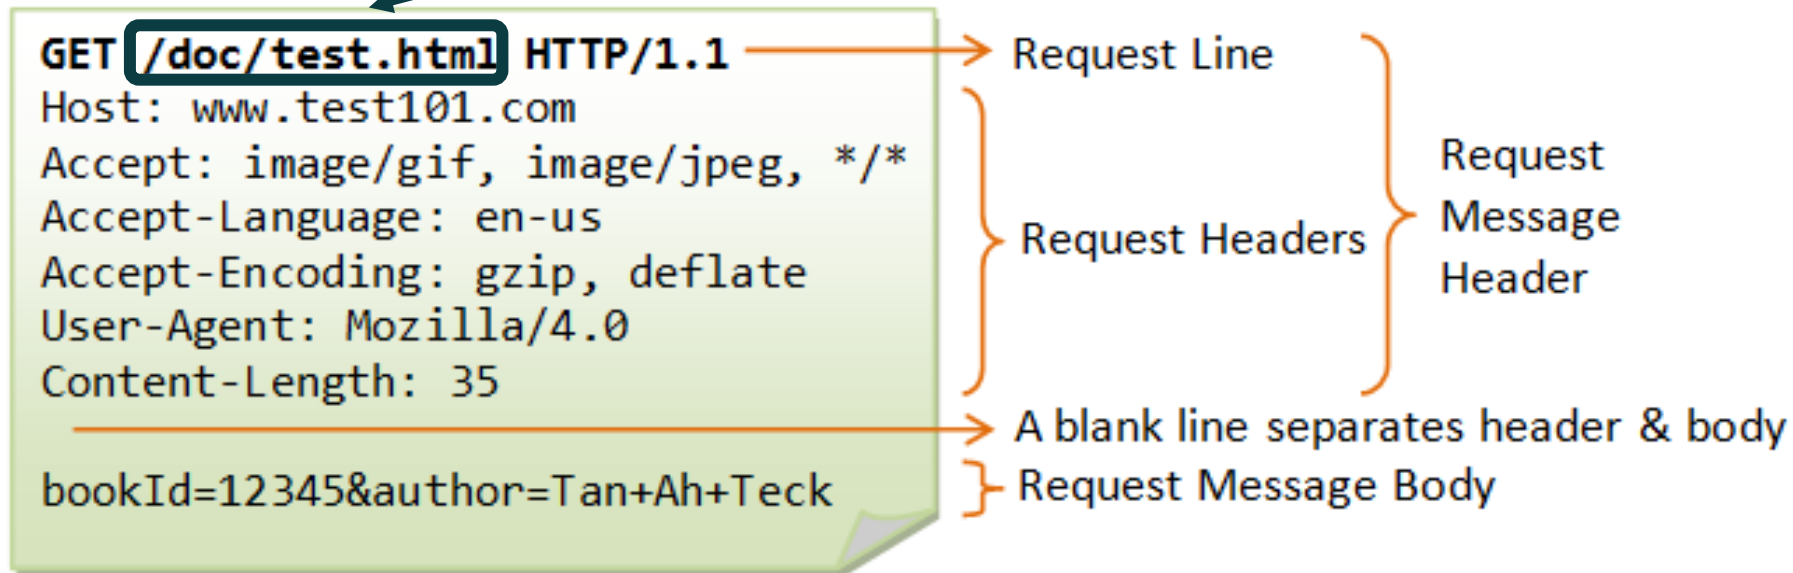 GET /doc/test.html HTTP/1.1
Host: www.test101.com
Accept: image/gif, image/jpeg, */*
Accept-Language: en-us
Accept-Encoding: gzip, deflate
User-Agent: Mozilla/4.0
Content-Length: 35
bookId=12345&author=Tan+Ah+Teck
Request Line
Request Headers
Request
Message
Header
A blank line separates header & body
Request Message Body